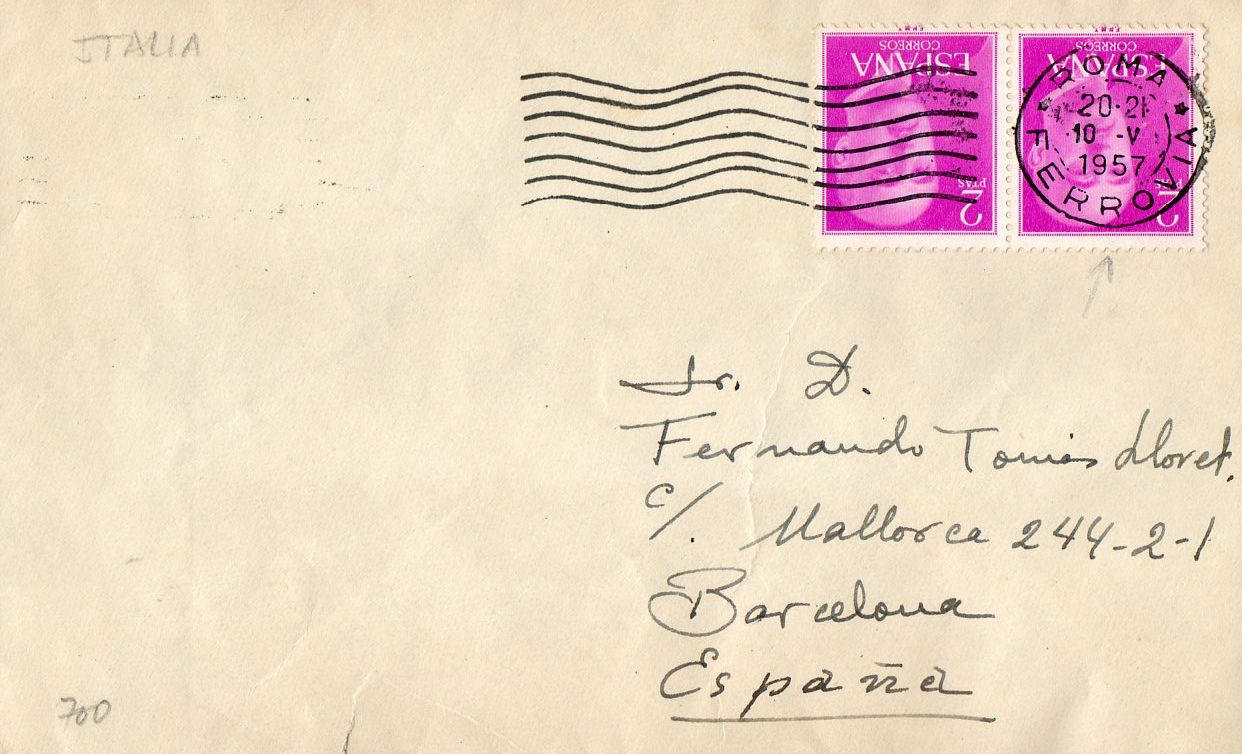 ITALIA
ESPAÑA
CORREOS
2
PTAS
ESPAÑA
CORREOS
2
ROMA
20·21
10 -V
1957
FERROVIA
Sr. D.
Fernando Tomás Lloret.
c/. Mallorca 244-2-1
Barcelona
España
700